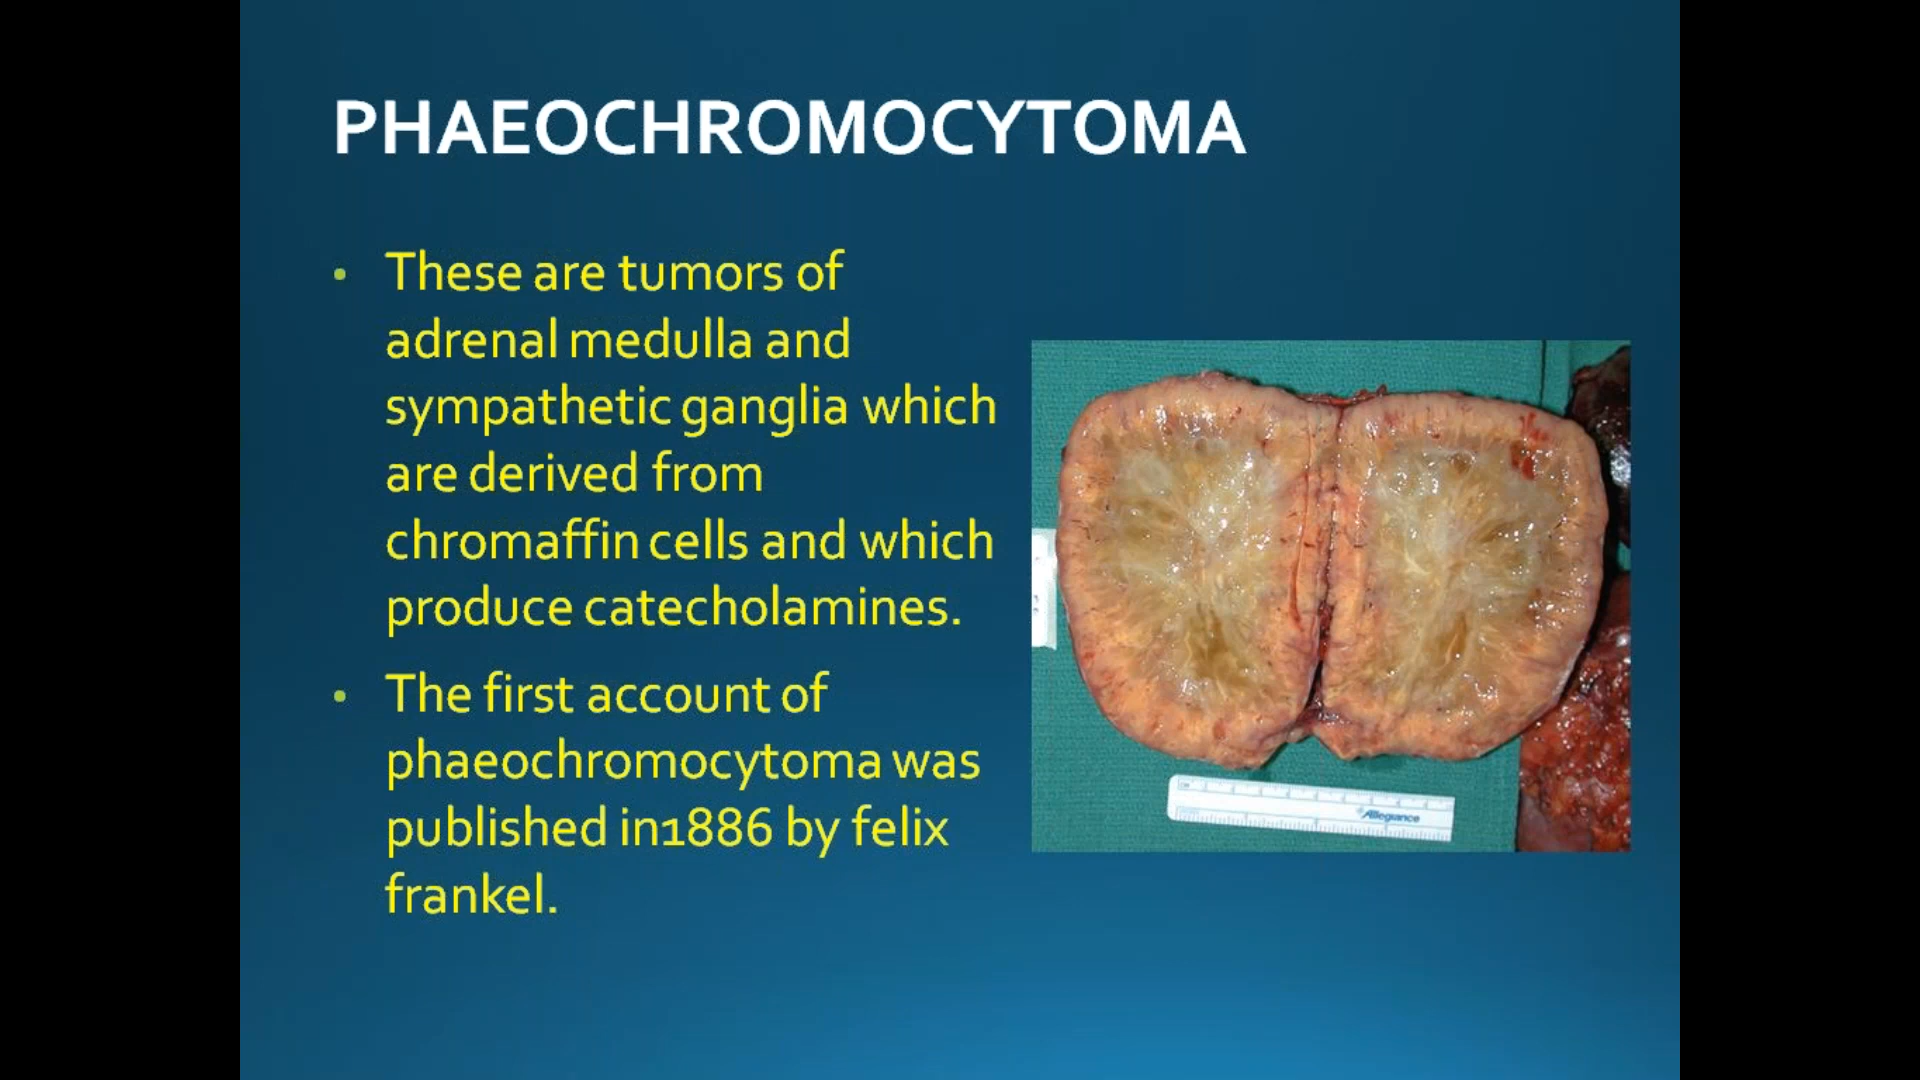 PHAEOCHROMOCYTOMA
• These are tumors of
adrenal medulla and
sympathetic ganglia which
are derived from
chromaffin cells and which
produce catecholamines.
• The first account of
phaeochromocytoma was
published in1886 by felix
frankel.
Allegiance